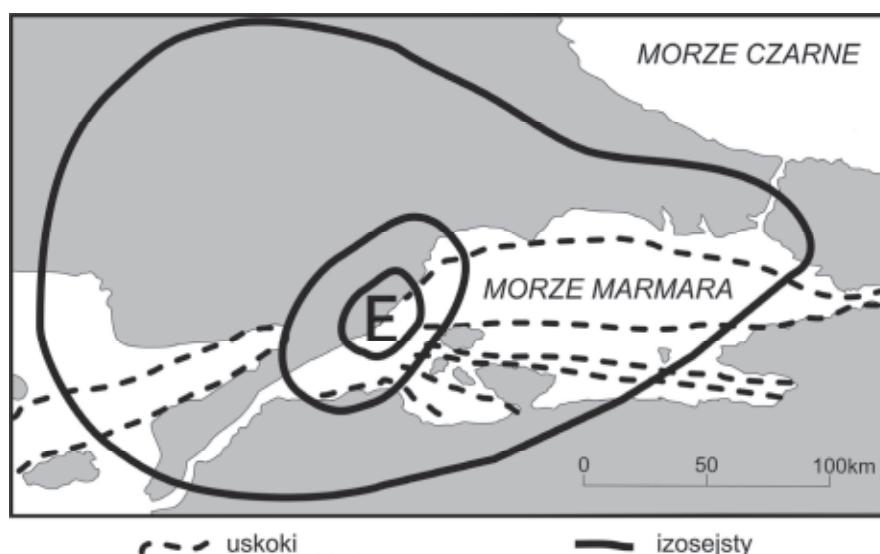 MORZE CZARNE
MORZE MARMARA
E
0 50 100km
uskoki izosejsty